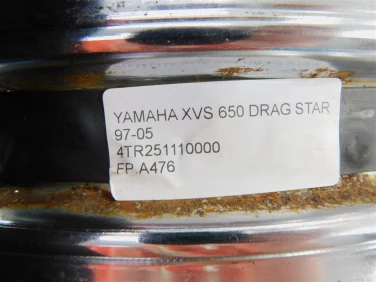 YAMAHA XVS 650 DRAG STAR
97-05
4TR251110000
FP.A476